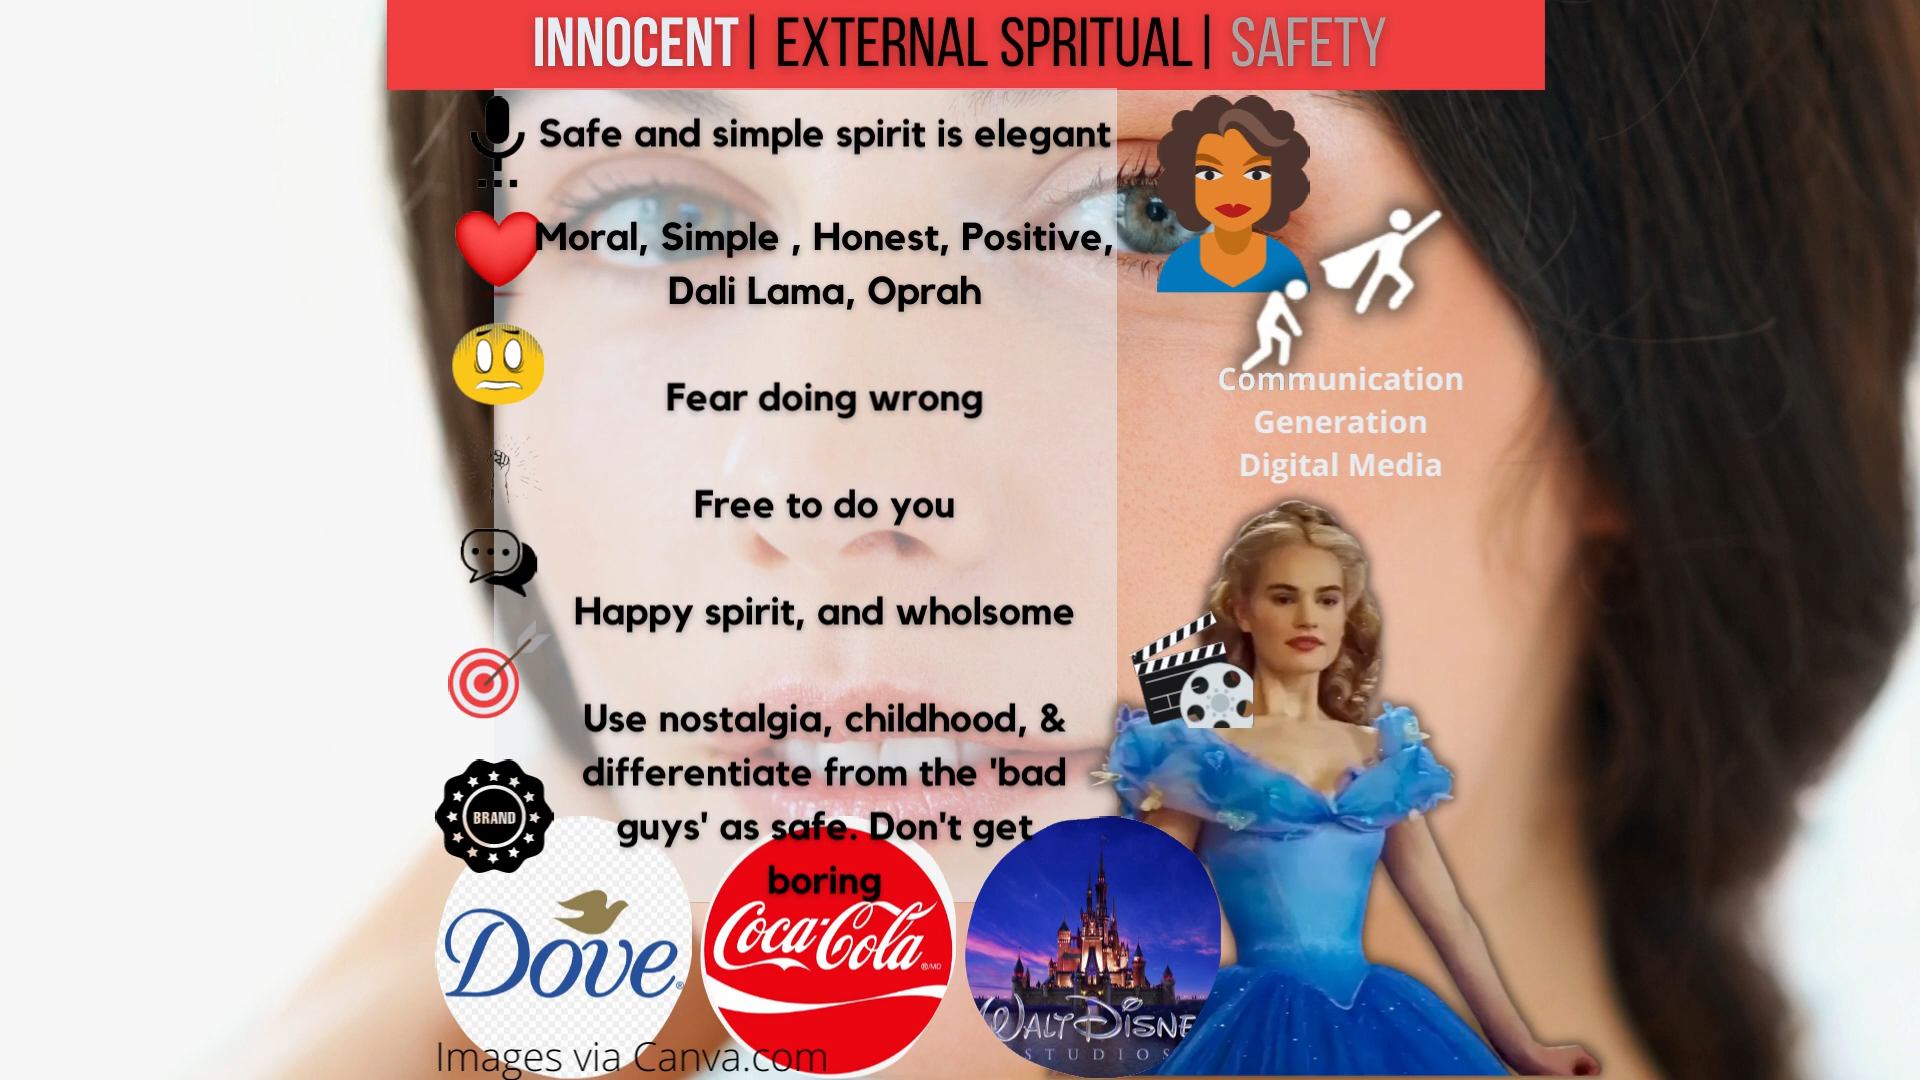 INNOCENT| EXTERNAL SPRITUAL| SAFETY
Safe and simple spirit is elegant
Moral, Simple , Honest, Positive,
Dali Lama, Oprah
Fear doing wrong
Free to do you
Happy spirit, and wholsome
Use nostalgia, childhood, &
differentiate from the 'bad
guys' as safe. Don't get
boring
Communication
Generation
Digital Media
BRAND
Dove®
Coca-Cola ®/MD
WALT DISNE
STUDIOS
Images via Canva.com